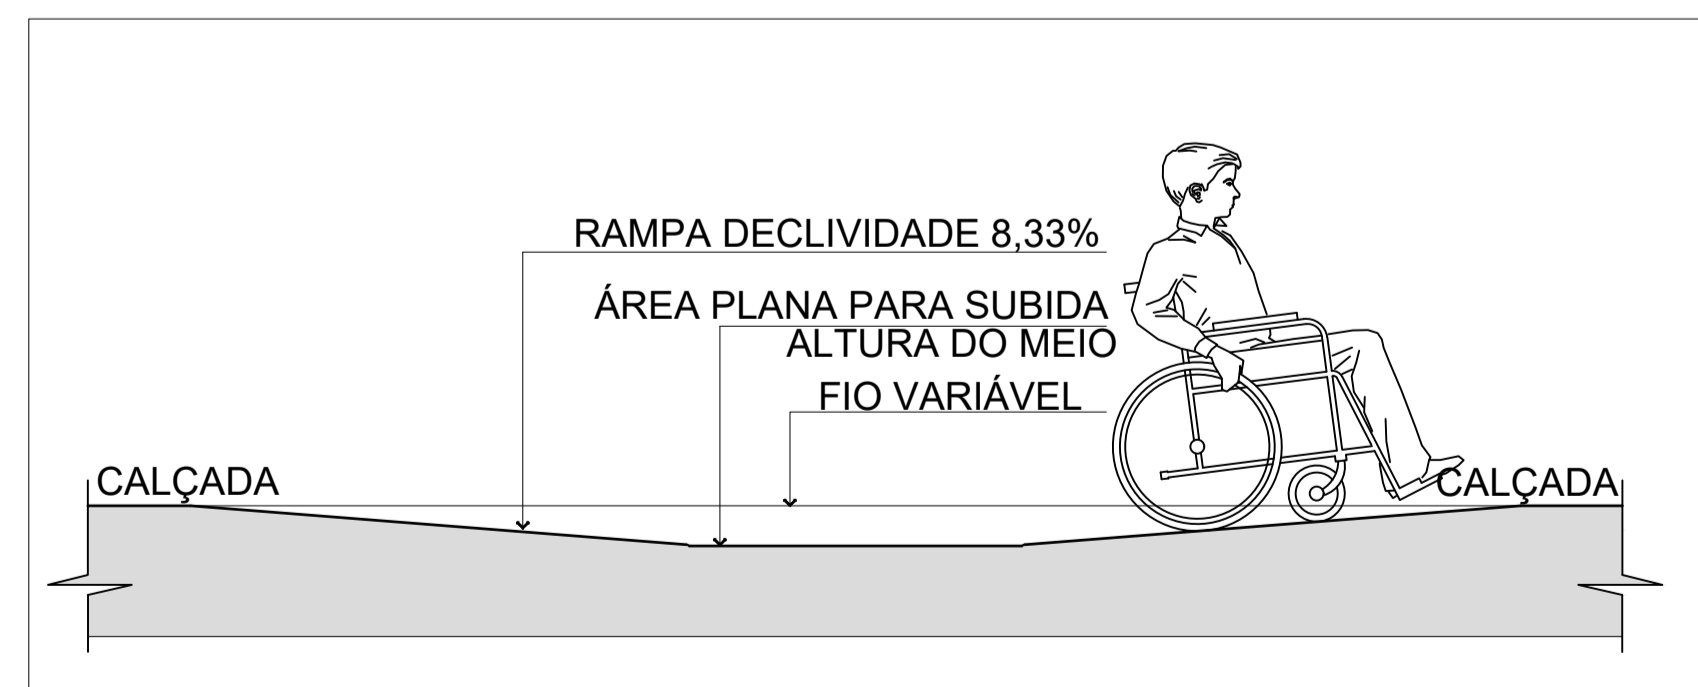 RAMPA DECLIVIDADE 8,33%
ÁREA PLANA PARA SUBIDA
ALTURA DO MEIO
FIO VARIÁVEL
CALÇADA
CALÇADA